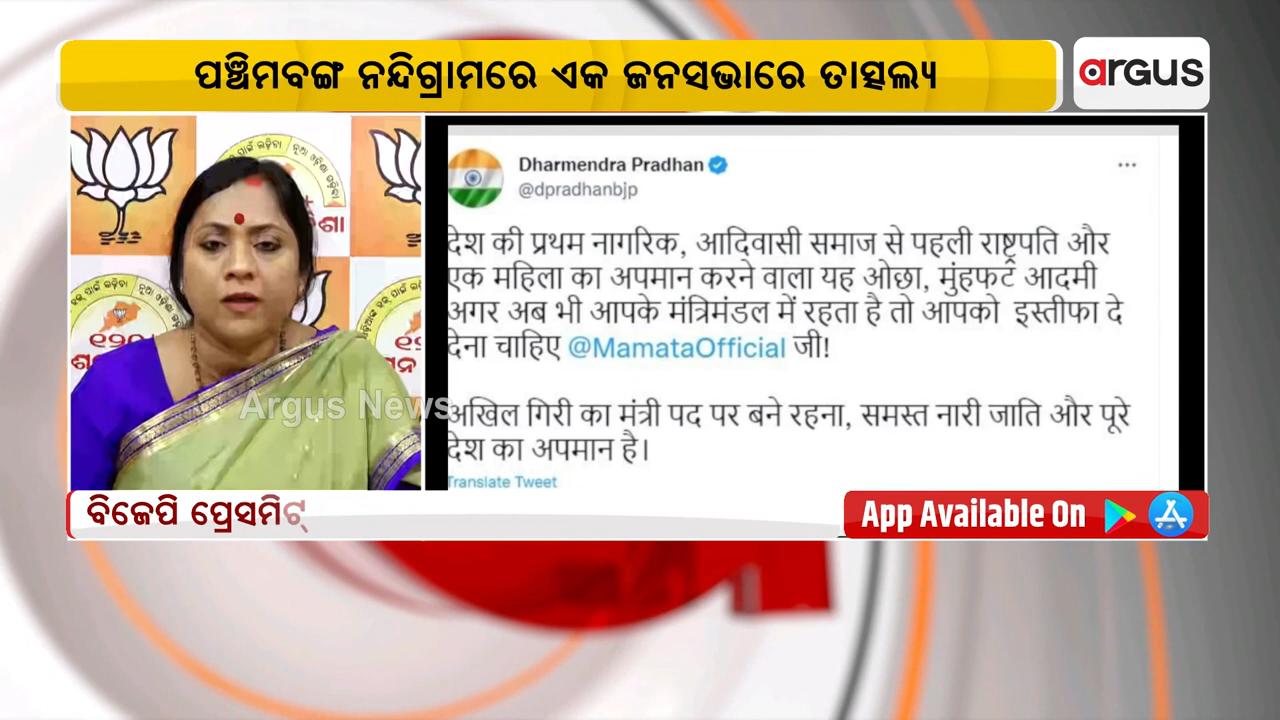 ପଶ୍ଚିମବଙ୍ଗ ନନ୍ଦିଗ୍ରାମରେ ଏକ ଜନସଭାରେ ତାତ୍ସଲ୍ୟ
argus
Dharmendra Pradhan
@dpradhanbjp
देश की प्रथम नागरिक, आदिवासी समाज से पहली राष्ट्रपति और
एक महिला का अपमान करने वाला यह ओछा, मुंहफट आदमी
अगर अब भी आपके मंत्रिमंडल में रहता है तो आपको इस्तीफा दे
देना चाहिए @MamataOfficial जी!
अखिल गिरी का मंत्री पद पर बने रहना, समस्त नारी जाति और पूरे
देश का अपमान है।
Translate Tweet
Argus News
ବିଜେପି ପ୍ରେସମିଟ୍
App Available On